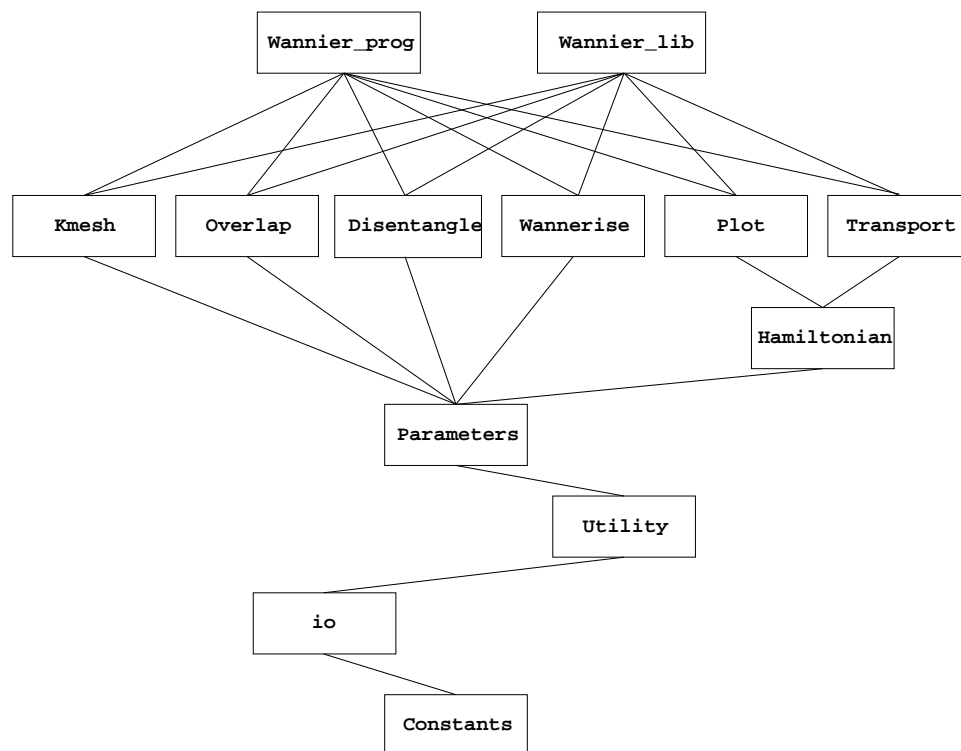 Wannier_prog
Wannier_lib
Kmesh
Overlap
Disentangle
Wannerise
Plot
Transport
Hamiltonian
Parameters
Utility
io
Constants